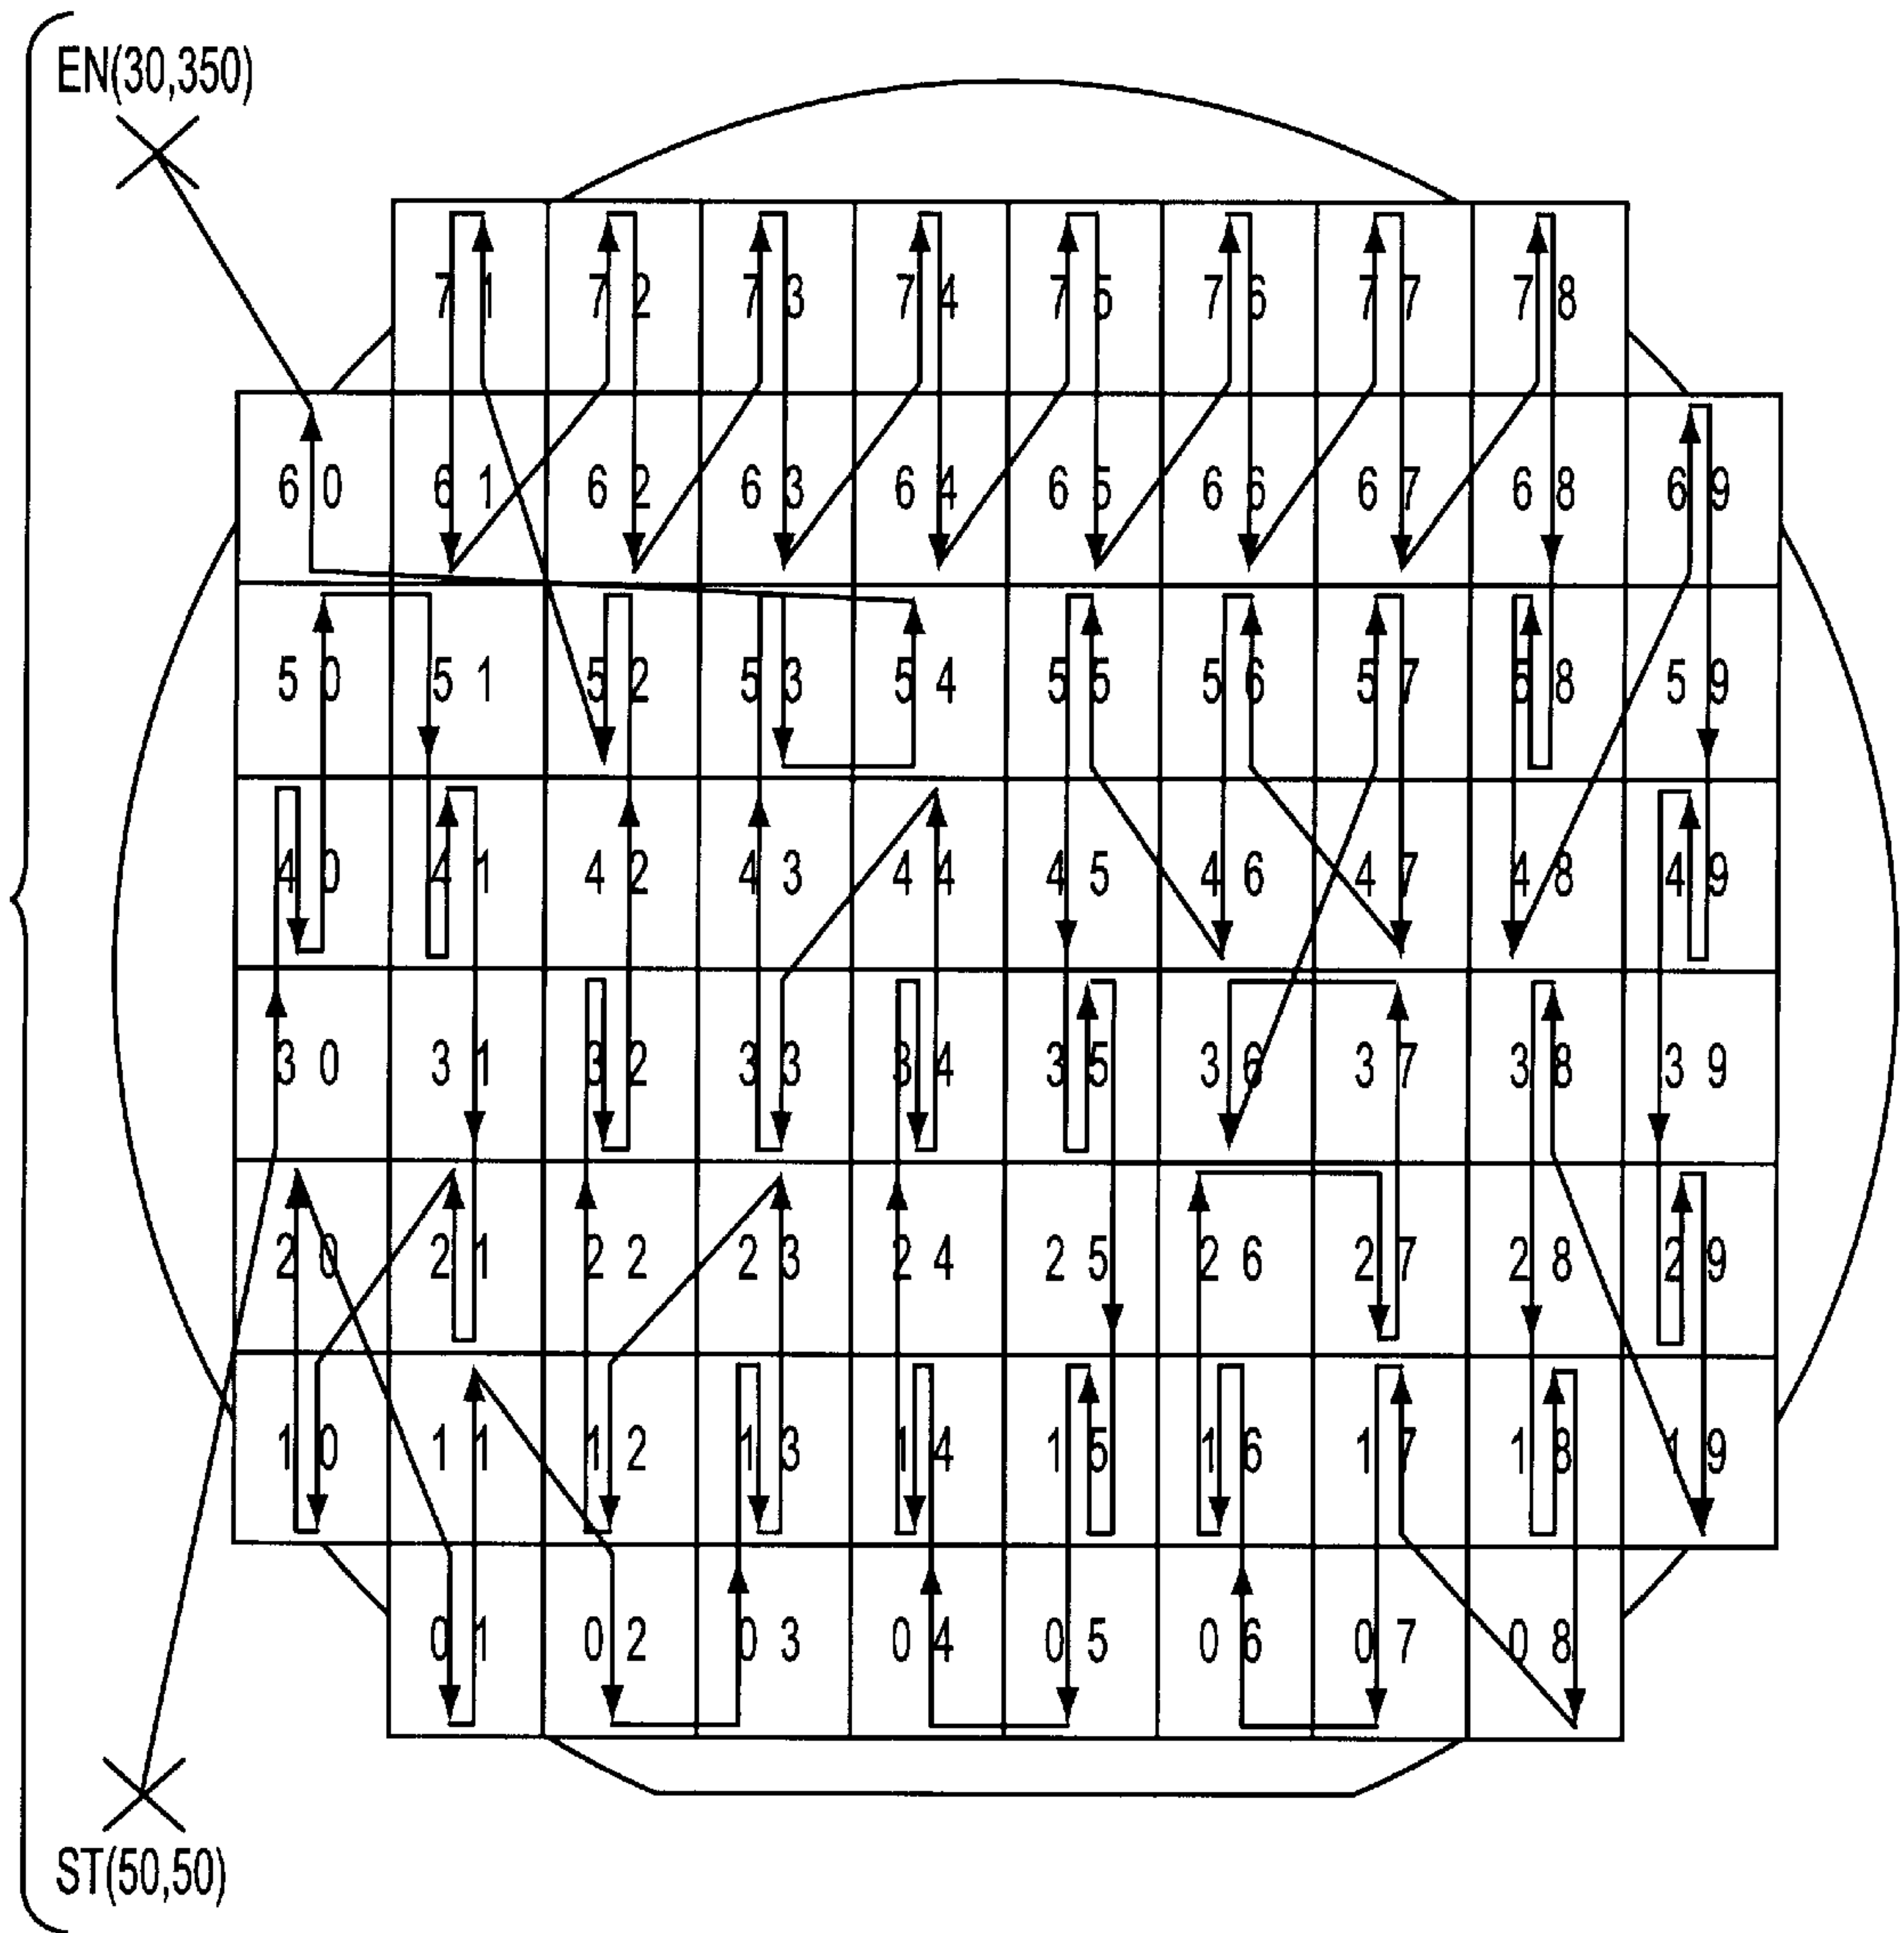 EN(30,350)
71 72 73 74 75 76 77 78
60 61 62 63 64 65 66 67 68 69
50 51 52 53 54 55 56 57 58 59
40 41 42 43 44 45 46 47 48 49
30 31 32 33 34 35 36 37 38 39
20 21 22 23 24 25 26 27 28 29
10 11 12 13 14 15 16 17 18 19
01 02 03 04 05 06 07 08
ST(50,50)